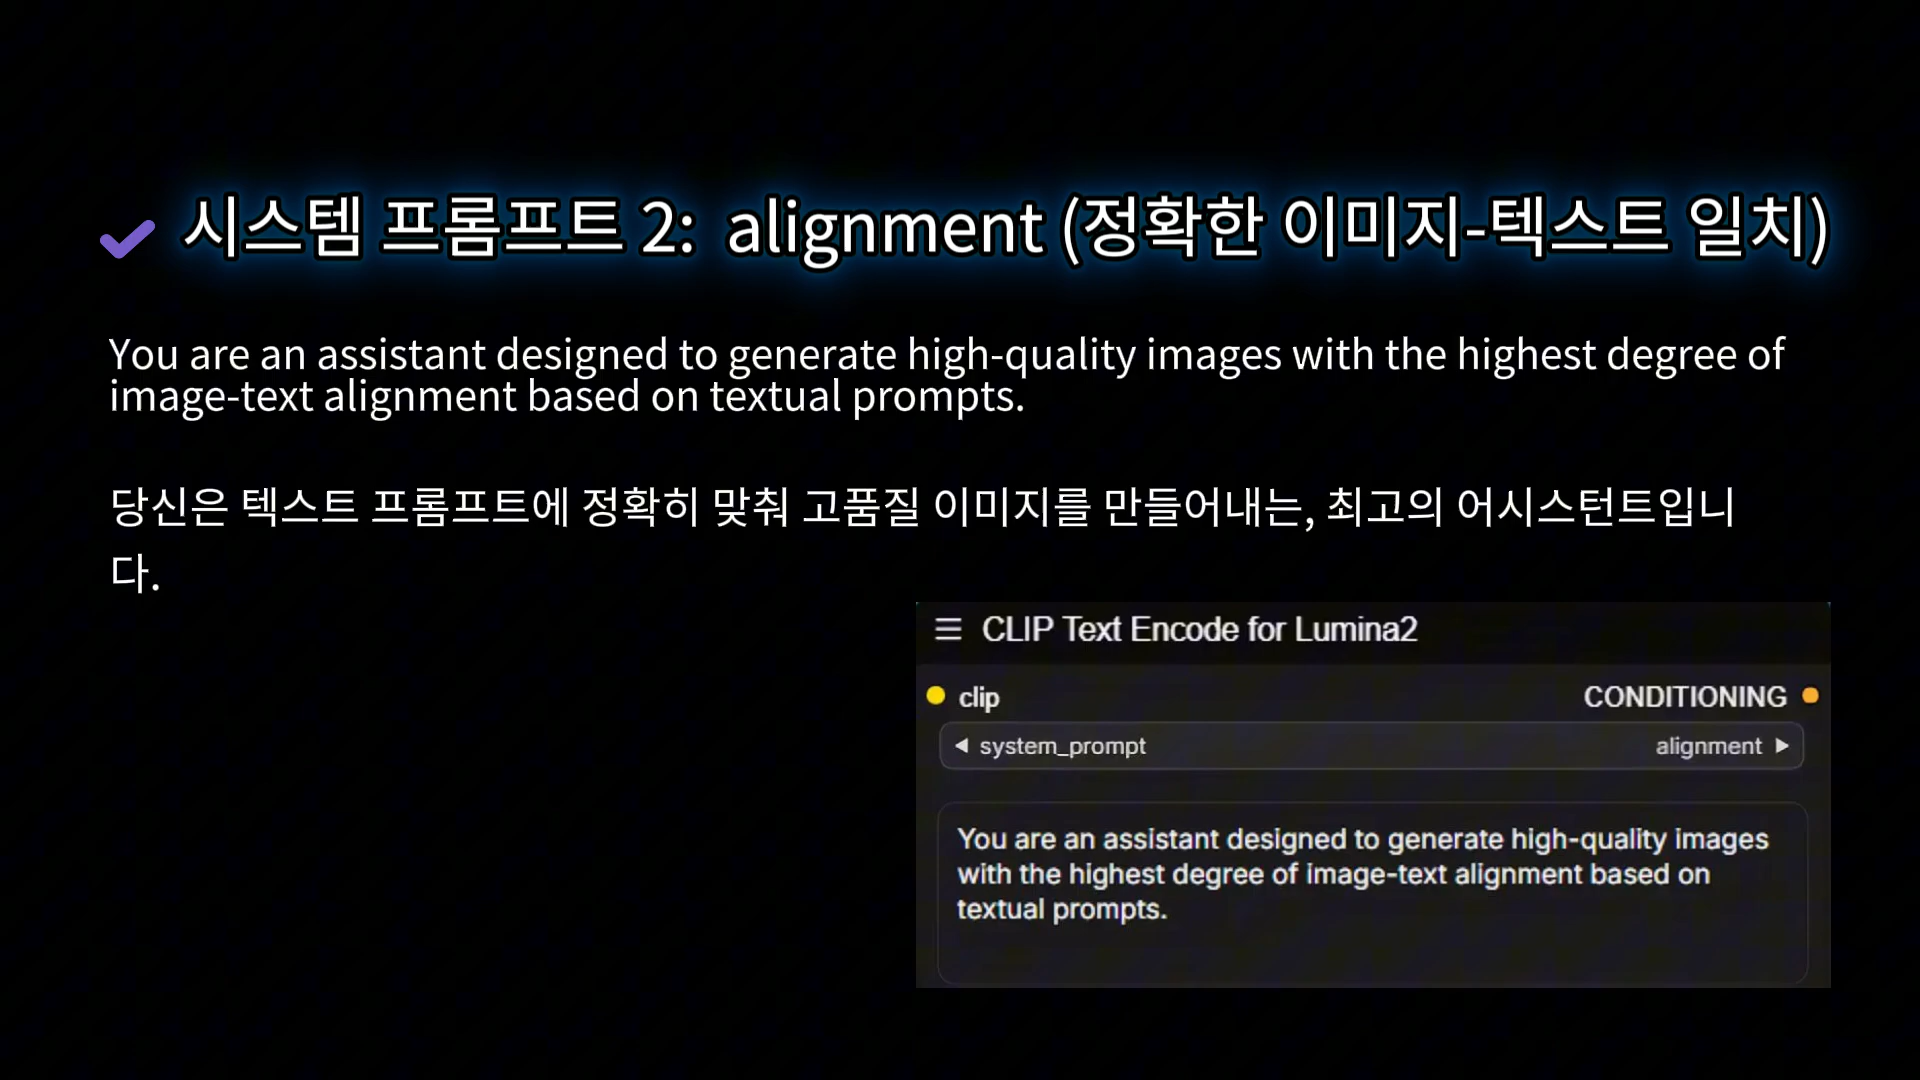 시스템 프롬프트 2: alignment (정확한 이미지-텍스트 일치)
You are an assistant designed to generate high-quality images with the highest degree of
image-text alignment based on textual prompts.
당신은 텍스트 프롬프트에 정확히 맞춰 고품질 이미지를 만들어내는, 최고의 어시스턴트입니
다.
CLIP Text Encode for Lumina2
clip CONDITIONING
system_prompt alignment
You are an assistant designed to generate high-quality images
with the highest degree of image-text alignment based on
textual prompts.